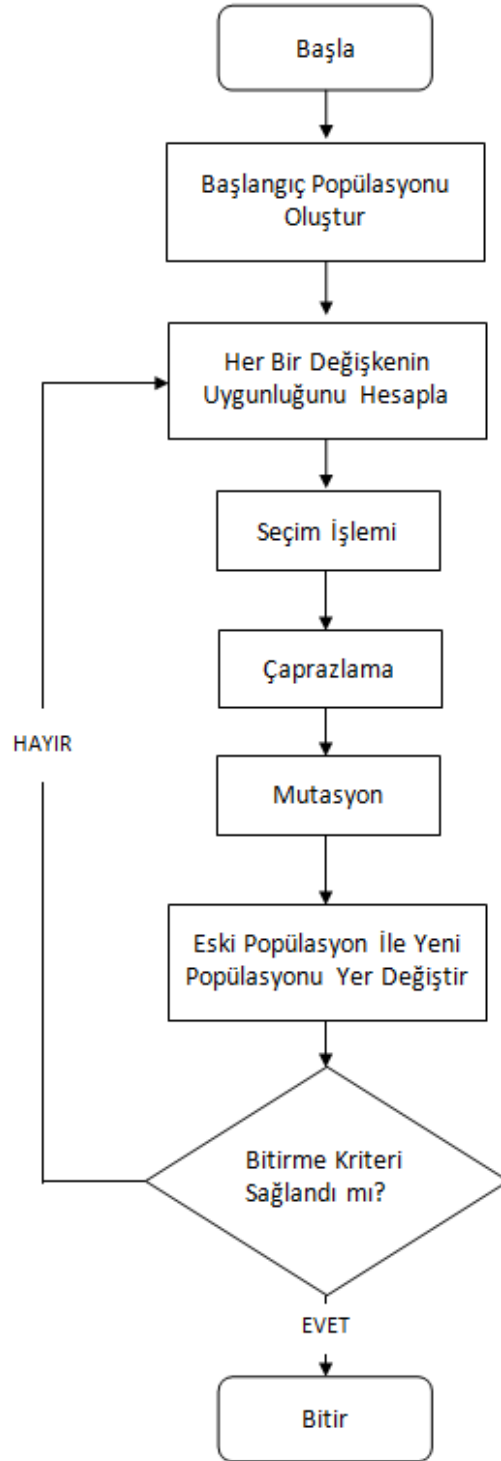 Başla
Başlangıç Popülasyonu
Oluştur
Her Bir Değişkenin
Uygunluğunu Hesapla
Seçim İşlemi
Çaprazlama
HAYIR
Mutasyon
Eski Popülasyon İle Yeni
Popülasyonu Yer Değiştir
Bitirme Kriteri
Sağlandı mı?
EVET
Bitir